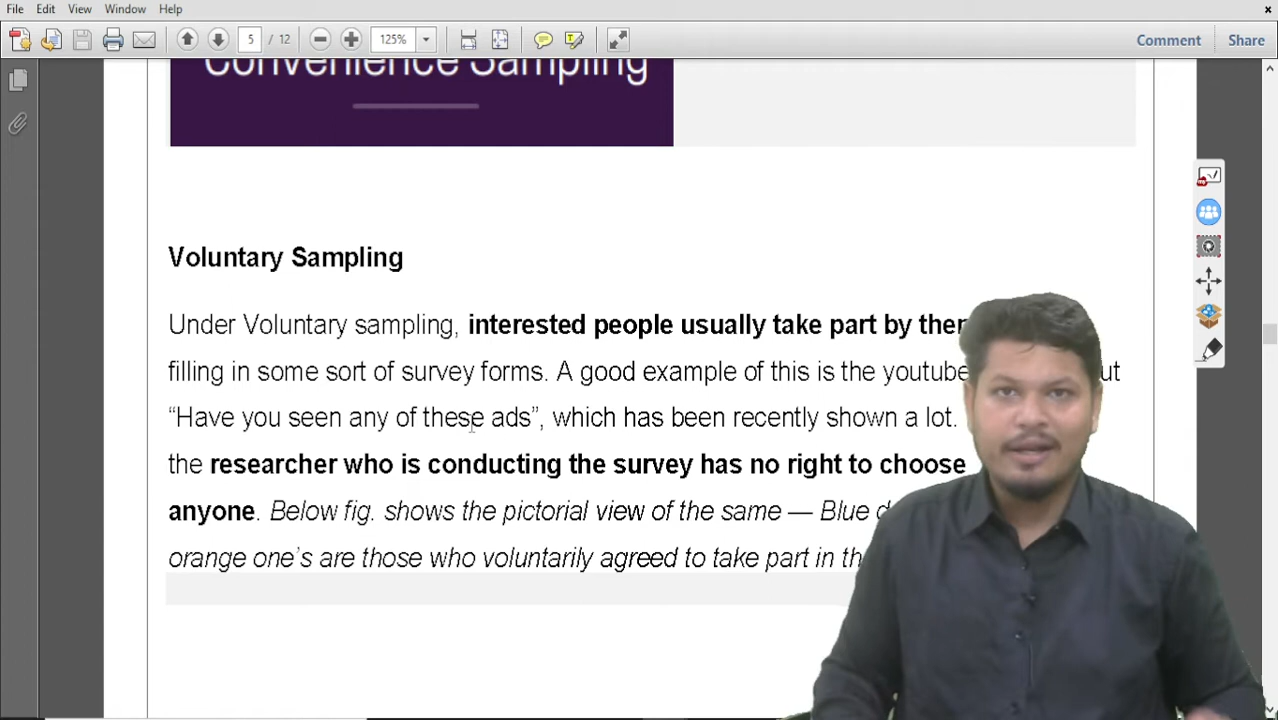 File Edit View Window Help ×
5 / 12 125% Comment Share
Convenience Sampling
Voluntary Sampling
Under Voluntary sampling, interested people usually take part by
filling in some sort of survey forms. A good example of this is the youtube
“Have you seen any of these ads”, which has been recently shown a lot.
the researcher who is conducting the survey has no right to choose
anyone. Below fig. shows the pictorial view of the same — Blue
orange one’s are those who voluntarily agreed to take part in